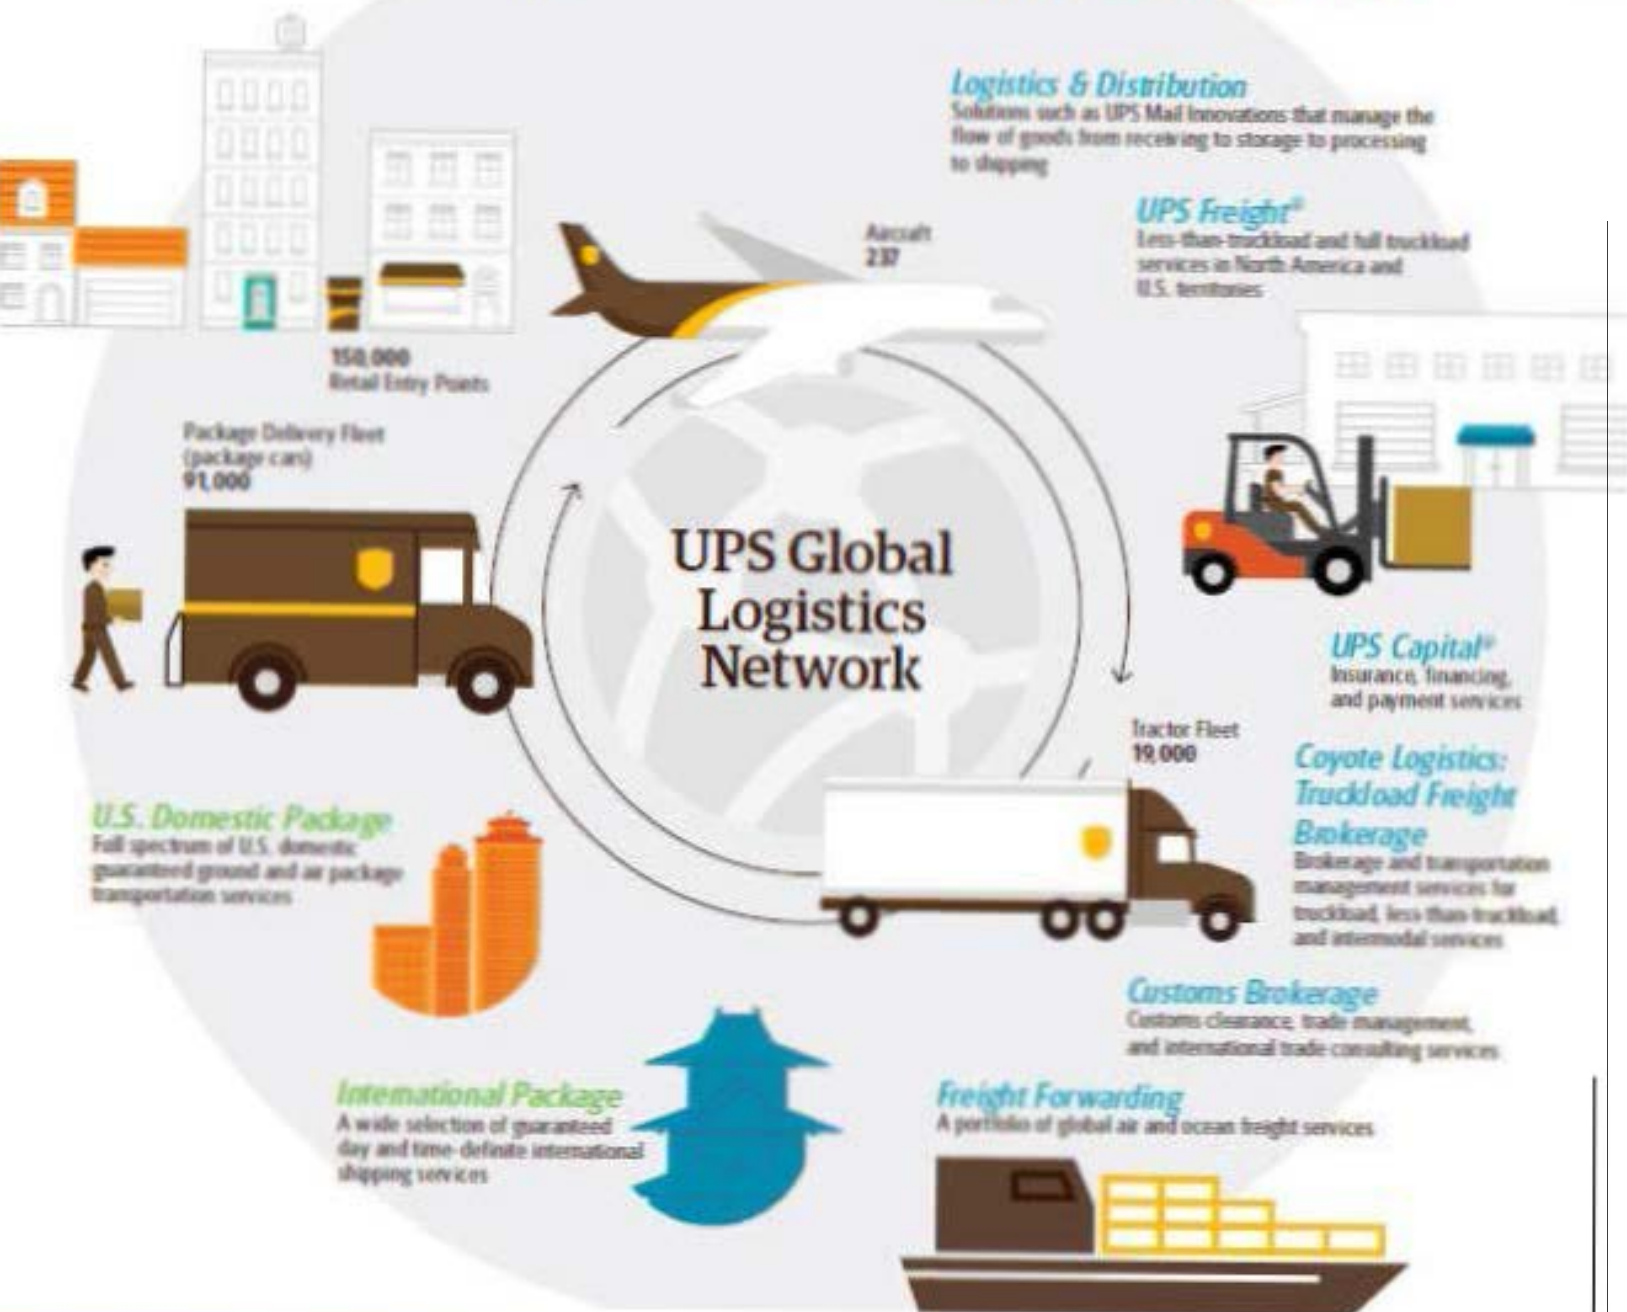 Logistics & Distribution
Solutions such as UPS Mail Innovations that manage the
flow of goods from receiving to storage to processing
to shipping
UPS Freight®
Less-than-truckload and full truckload
services in North America and
U.S. territories
Aircraft
237
150,000
Retail Entry Points
Package Delivery Fleet
(package cars)
91,000
UPS Global
Logistics
Network
UPS Capital®
Insurance, financing,
and payment services
Tractor Fleet
19,000
Coyote Logistics:
Truckload Freight
Brokerage
Brokerage and transportation
management services for
truckload, less-than-truckload,
and intermodal services
U.S. Domestic Package
Full spectrum of U.S. domestic
guaranteed ground and air package
transportation services
Customs Brokerage
Customs clearance, trade management,
and international trade consulting services
International Package
A wide selection of guaranteed
day and time-definite international
shipping services
Freight Forwarding
A portfolio of global air and ocean freight services